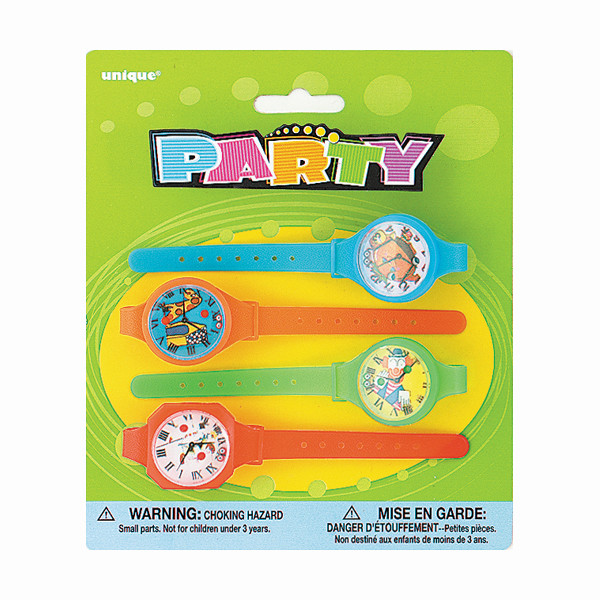 unique®
PARTY
⚠ WARNING: CHOKING HAZARD
Small parts. Not for children under 3 years.
⚠ MISE EN GARDE:
DANGER D'ÉTOUFFEMENT--Petites pièces.
Non destiné aux enfants de moins de 3 ans.